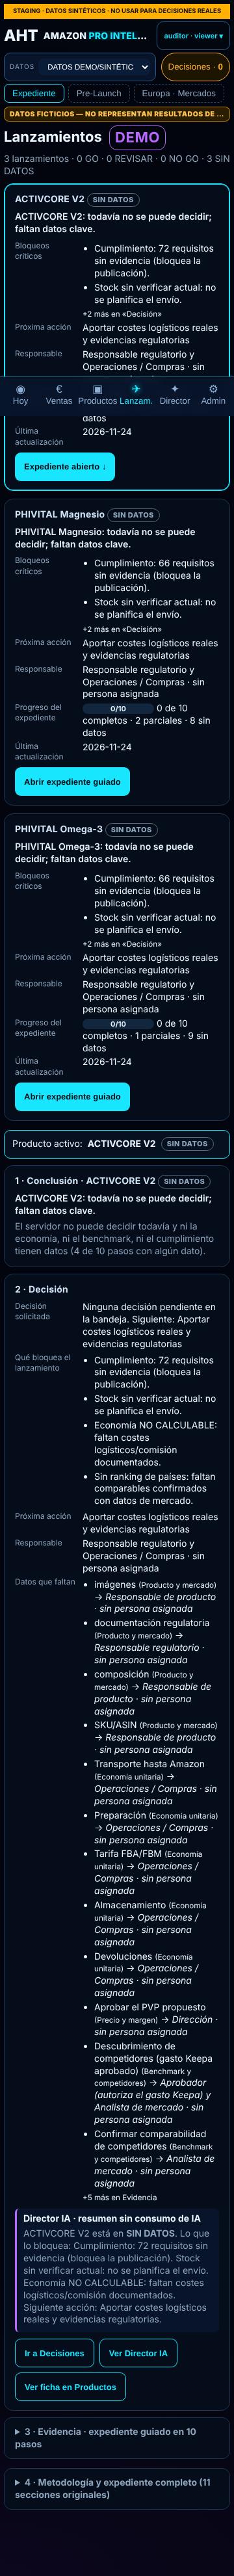 STAGING · DATOS SINTÉTICOS · NO USAR PARA DECISIONES REALES
AHT AMAZON PRO INTEL...
auditor · viewer ▾
DATOS DATOS DEMO/SINTÉTIC
Decisiones · 0
Expediente Pre-Launch Europa · Mercados
DATOS FICTICIOS — NO REPRESENTAN RESULTADOS DE ...
Lanzamientos DEMO
3 lanzamientos · 0 GO · 0 REVISAR · 0 NO GO · 3 SIN
DATOS
ACTIVCORE V2 SIN DATOS
ACTIVCORE V2: todavía no se puede decidir;
faltan datos clave.
Bloqueos
críticos
• Cumplimiento: 72 requisitos
sin evidencia (bloquea la
publicación).
• Stock sin verificar actual: no
se planifica el envío.
+2 más en «Decisión»
Próxima acción
Aportar costes logísticos reales
y evidencias regulatorias
Responsable
Responsable regulatorio y
Operaciones / Compras · sin
Hoy Ventas Productos Lanzam. Director Admin
datos
Última
actualización
2026-11-24
Expediente abierto ↓
PHIVITAL Magnesio SIN DATOS
PHIVITAL Magnesio: todavía no se puede
decidir; faltan datos clave.
Bloqueos
críticos
• Cumplimiento: 66 requisitos
sin evidencia (bloquea la
publicación).
• Stock sin verificar actual: no
se planifica el envío.
+2 más en «Decisión»
Próxima acción
Aportar costes logísticos reales
y evidencias regulatorias
Responsable
Responsable regulatorio y
Operaciones / Compras · sin
persona asignada
Progreso del
expediente
0/10 0 de 10
completos · 2 parciales · 8 sin
datos
Última
actualización
2026-11-24
Abrir expediente guiado
PHIVITAL Omega-3 SIN DATOS
PHIVITAL Omega-3: todavía no se puede
decidir; faltan datos clave.
Bloqueos
críticos
• Cumplimiento: 66 requisitos
sin evidencia (bloquea la
publicación).
• Stock sin verificar actual: no
se planifica el envío.
+2 más en «Decisión»
Próxima acción
Aportar costes logísticos reales
y evidencias regulatorias
Responsable
Responsable regulatorio y
Operaciones / Compras · sin
persona asignada
Progreso del
expediente
0/10 0 de 10
completos · 1 parciales · 9 sin
datos
Última
actualización
2026-11-24
Abrir expediente guiado
Producto activo: ACTIVCORE V2 SIN DATOS
1 · Conclusión · ACTIVCORE V2 SIN DATOS
ACTIVCORE V2: todavía no se puede decidir;
faltan datos clave.
El servidor no puede decidir todavía y ni la
economía, ni el benchmark, ni el cumplimiento
tienen datos (4 de 10 pasos con algún dato).
2 · Decisión
Decisión
solicitada
Ninguna decisión pendiente en
la bandeja. Siguiente: Aportar
costes logísticos reales y
evidencias regulatorias
Qué bloquea el
lanzamiento
• Cumplimiento: 72 requisitos
sin evidencia (bloquea la
publicación).
• Stock sin verificar actual: no
se planifica el envío.
• Economía NO CALCULABLE:
faltan costes
logísticos/comisión
documentados.
• Sin ranking de países: faltan
comparables confirmados
con datos de mercado.
Próxima acción
Aportar costes logísticos reales
y evidencias regulatorias
Responsable
Responsable regulatorio y
Operaciones / Compras · sin
persona asignada
Datos que faltan
• imágenes (Producto y mercado)
→ Responsable de producto
· sin persona asignada
• documentación regulatoria
(Producto y mercado) →
Responsable regulatorio ·
sin persona asignada
• composición (Producto y
mercado) → Responsable de
producto · sin persona
asignada
• SKU/ASIN (Producto y mercado)
→ Responsable de producto
· sin persona asignada
• Transporte hasta Amazon
(Economía unitaria) →
Operaciones / Compras · sin
persona asignada
• Preparación (Economía unitaria)
→ Operaciones / Compras ·
sin persona asignada
• Tarifa FBA/FBM (Economía
unitaria) → Operaciones /
Compras · sin persona
asignada
• Almacenamiento (Economía
unitaria) → Operaciones /
Compras · sin persona
asignada
• Devoluciones (Economía
unitaria) → Operaciones /
Compras · sin persona
asignada
• Aprobar el PVP propuesto
(Precio y margen) → Dirección ·
sin persona asignada
• Descubrimiento de
competidores (gasto Keepa
aprobado) (Benchmark y
competidores) → Aprobador
(autoriza el gasto Keepa) y
Analista de mercado · sin
persona asignada
• Confirmar comparabilidad
de competidores (Benchmark
y competidores) → Analista de
mercado · sin persona
asignada
+5 más en Evidencia
Director IA · resumen sin consumo de IA
ACTIVCORE V2 está en SIN DATOS. Lo que
lo bloquea: Cumplimiento: 72 requisitos sin
evidencia (bloquea la publicación). Stock
sin verificar actual: no se planifica el envío.
Economía NO CALCULABLE: faltan costes
logísticos/comisión documentados.
Siguiente acción: Aportar costes logísticos
reales y evidencias regulatorias.
Ir a Decisiones Ver Director IA
Ver ficha en Productos
▶ 3 · Evidencia · expediente guiado en 10
pasos
▶ 4 · Metodología y expediente completo (11
secciones originales)